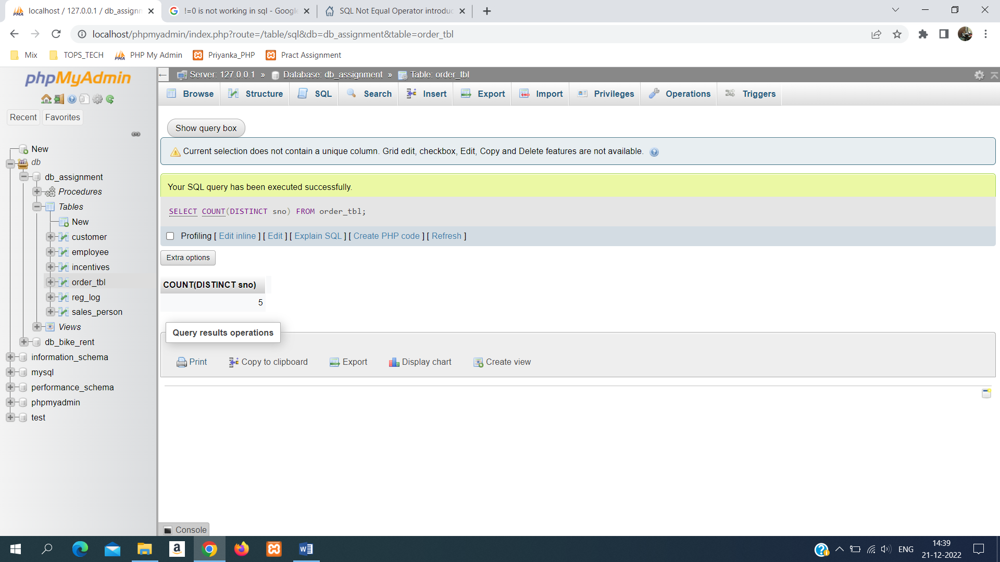 localhost / 127.0.0.1 / db_assignn
!=0 is not working in sql - Google
SQL Not Equal Operator introduc
localhost/phpmyadmin/index.php?route=/table/sql&db=db_assignment&table=order_tbl
Mix TOPS_TECH PHP My Admin Priyanka_PHP Pract Assignment
phpMyAdmin
Recent Favorites
New
db
db_assignment
Procedures
Tables
New
customer
employee
incentives
order_tbl
reg_log
sales_person
Views
db_bike_rent
information_schema
mysql
performance_schema
phpmyadmin
test
Server: 127.0.0.1 » Database: db_assignment » Table: order_tbl
Browse Structure SQL Search Insert Export Import Privileges Operations Triggers
Show query box
Current selection does not contain a unique column. Grid edit, checkbox, Edit, Copy and Delete features are not available.
Your SQL query has been executed successfully.
SELECT COUNT(DISTINCT sno) FROM order_tbl;
Profiling [ Edit inline ] [ Edit ] [ Explain SQL ] [ Create PHP code ] [ Refresh ]
Extra options
COUNT(DISTINCT sno)
5
Query results operations
Print Copy to clipboard Export Display chart Create view
Console
ENG
14:39
21-12-2022